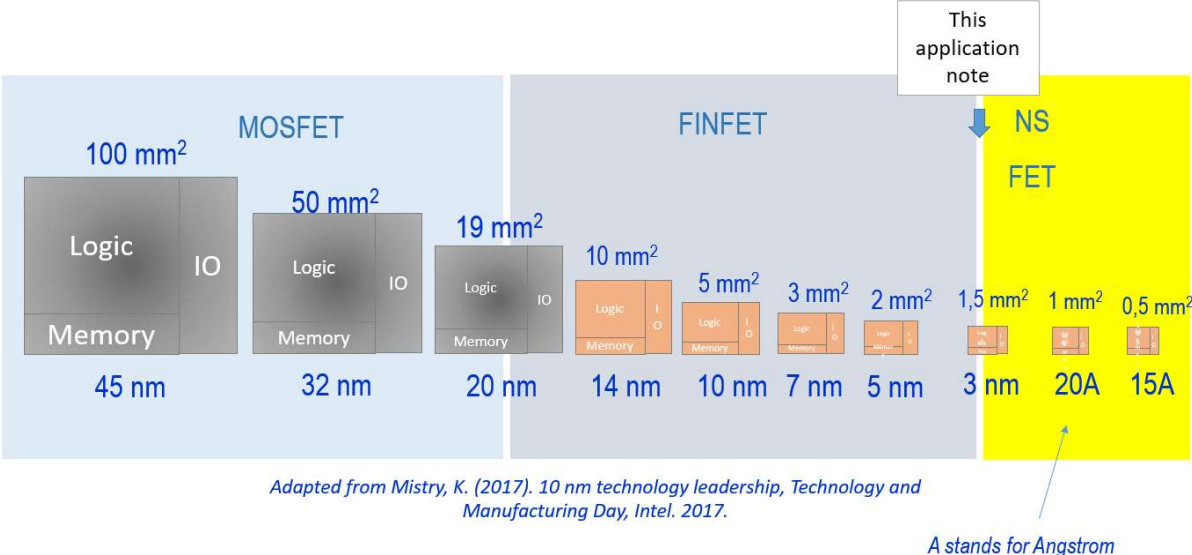 This
application
note
MOSFET
FINFET
NS
FET
100 mm²
50 mm²
19 mm²
10 mm²
5 mm²
3 mm²
2 mm²
1,5 mm²
1 mm²
0,5 mm²
Logic
IO
Memory
Logic
IO
Memory
Logic
IO
Memory
Logic
I
O
Memory
Logic
I
O
Memory
Logic
I
O
Memory
Logic
I
O
45 nm
32 nm
20 nm
14 nm
10 nm
7 nm
5 nm
3 nm
20A
15A
Adapted from Mistry, K. (2017). 10 nm technology leadership, Technology and
Manufacturing Day, Intel. 2017.
A stands for Angstrom